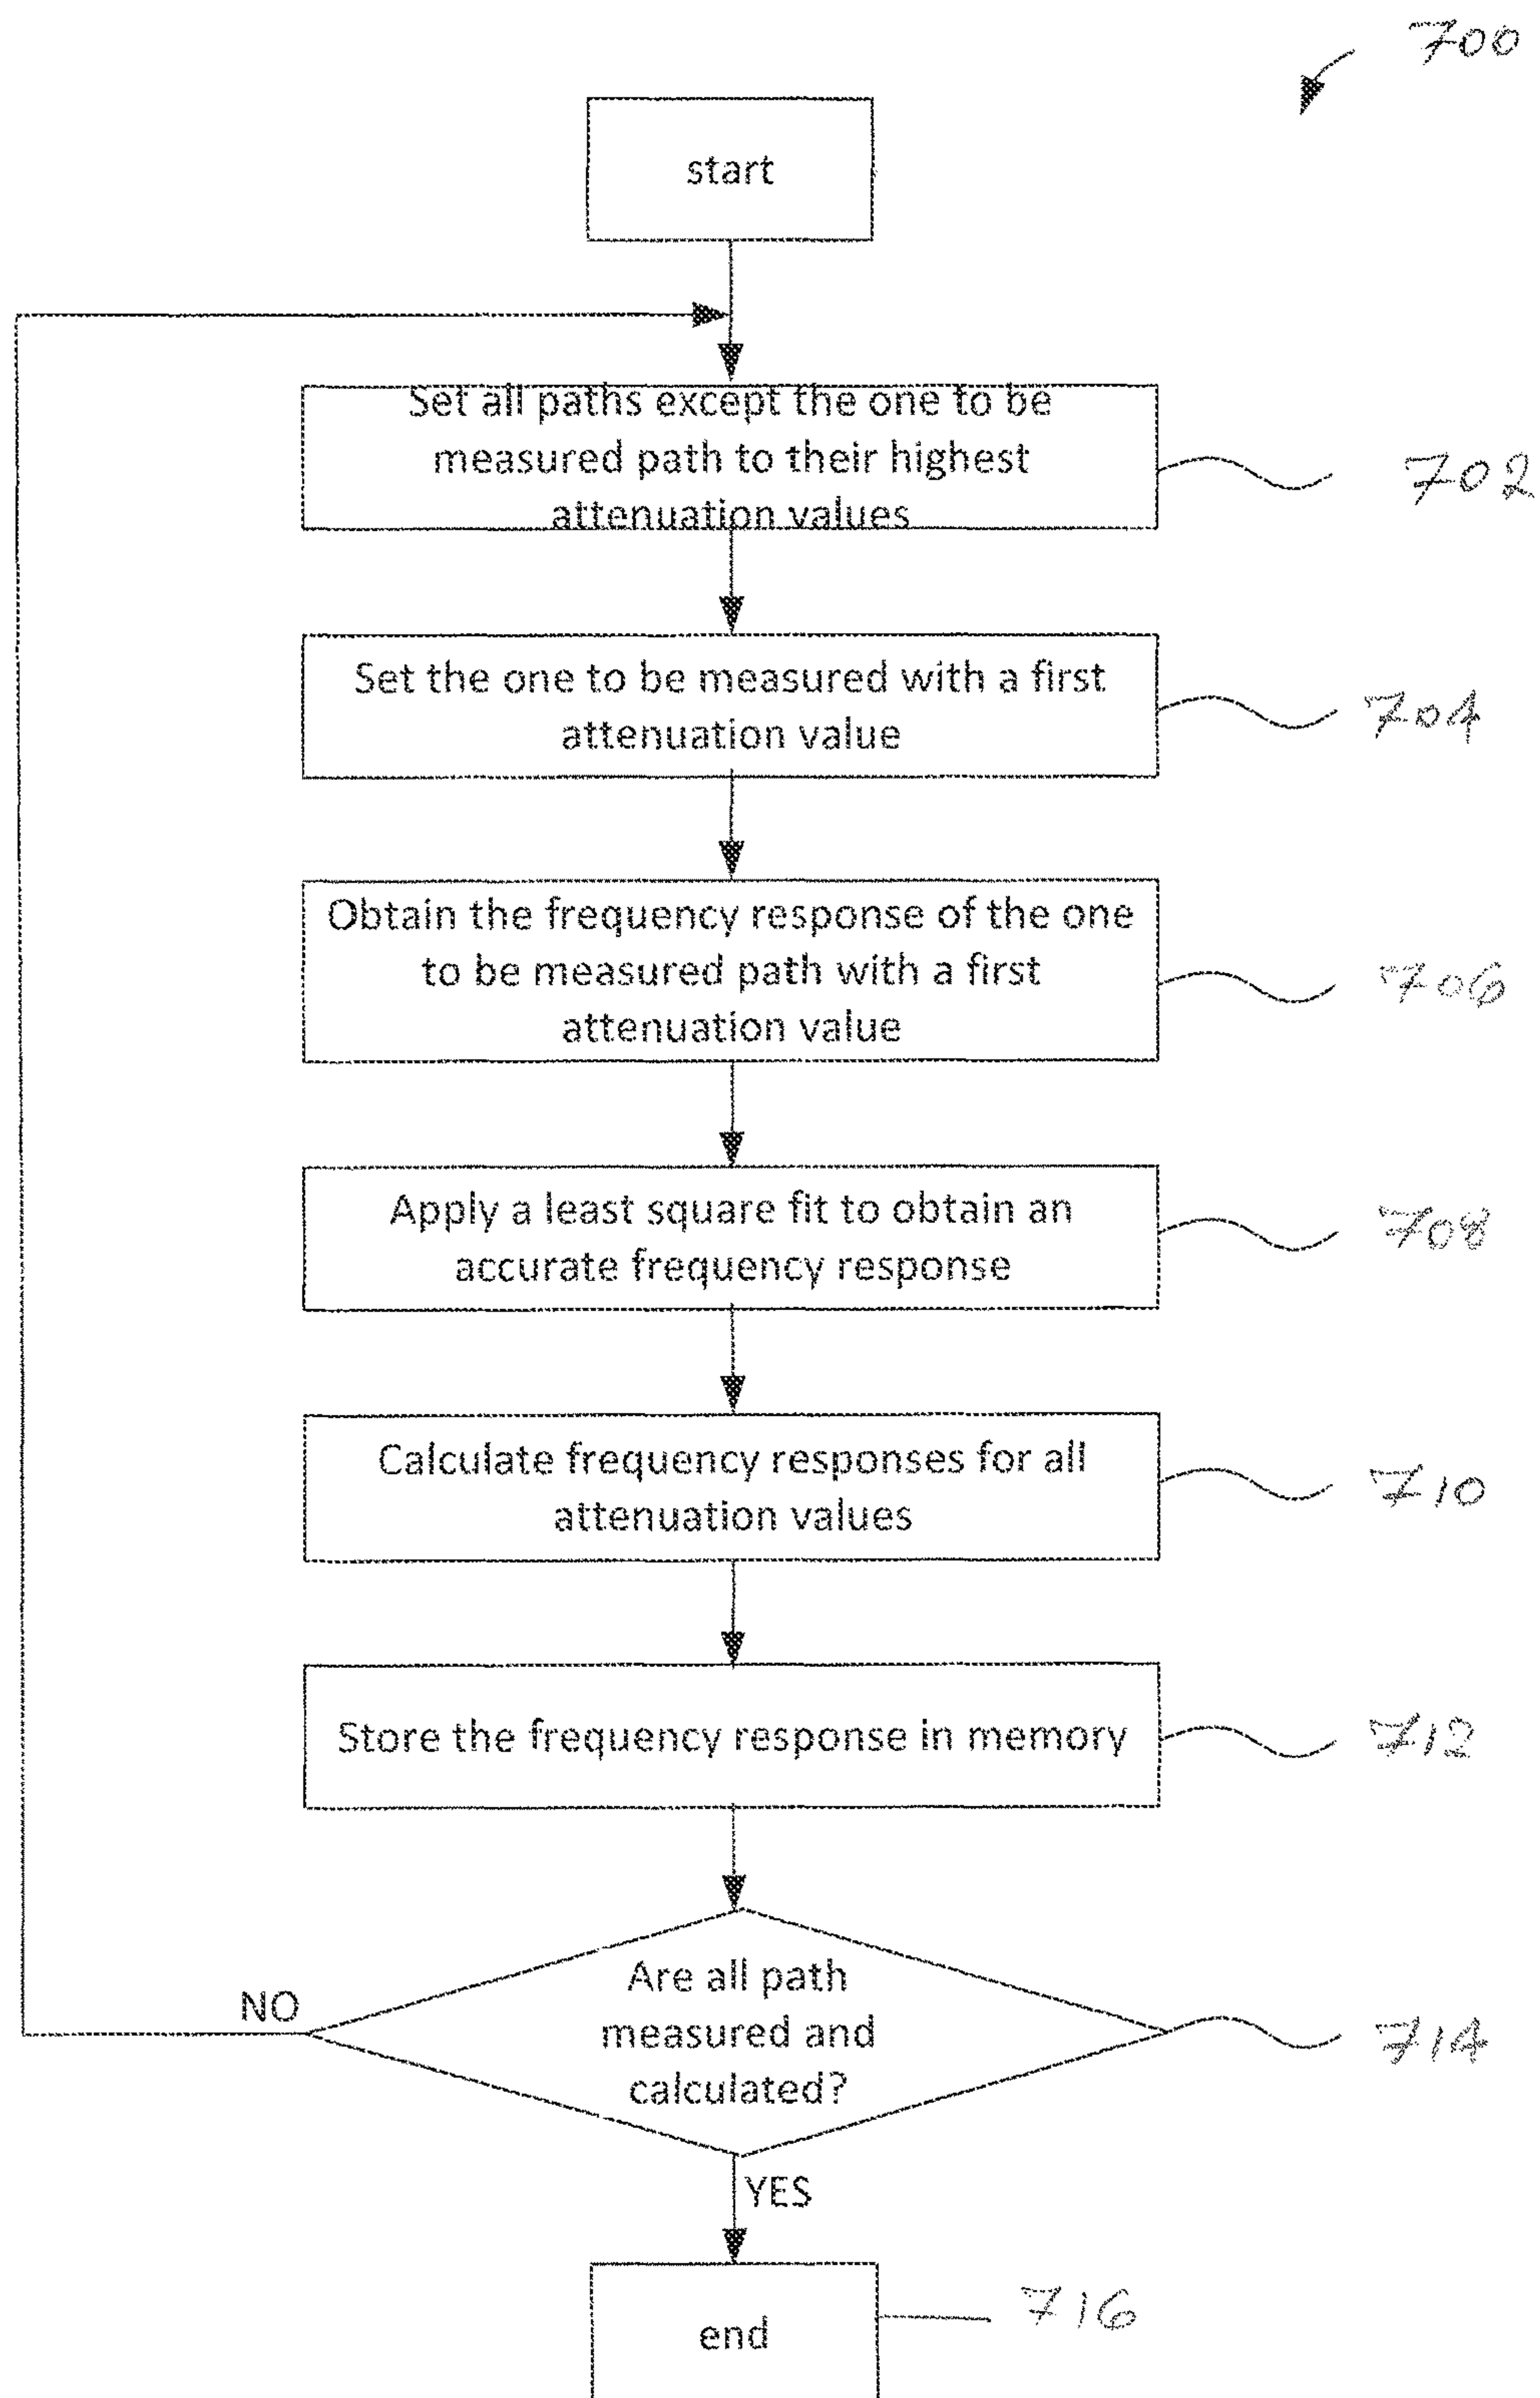 700
start
Set all paths except the one to be
measured path to their highest
attenuation values
702
Set the one to be measured with a first
attenuation value
704
Obtain the frequency response of the one
to be measured path with a first
attenuation value
706
Apply a least square fit to obtain an
accurate frequency response
708
Calculate frequency responses for all
attenuation values
710
Store the frequency response in memory
712
Are all path
measured and
calculated?
NO
714
YES
end
716